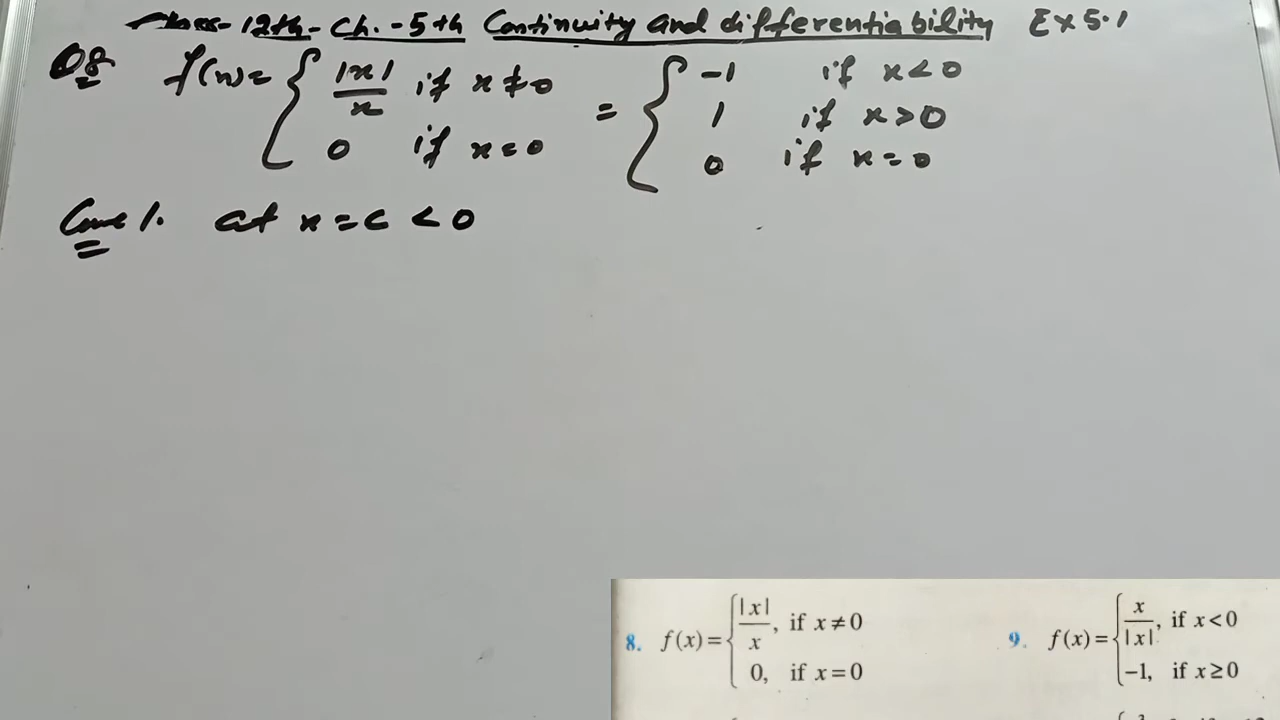 Class-12th-Ch.-5th Continuity and differentiability Ex 5.1
Q8 f(x) = { |x|/x if x ≠ 0 = { -1 if x < 0
1 if x > 0
0 if x = 0 0 if x = 0
Case 1. at x = c < 0
8. f(x) = { |x|/x, if x ≠ 0
0, if x = 0
9. f(x) = { x/|x|, if x < 0
-1, if x ≥ 0